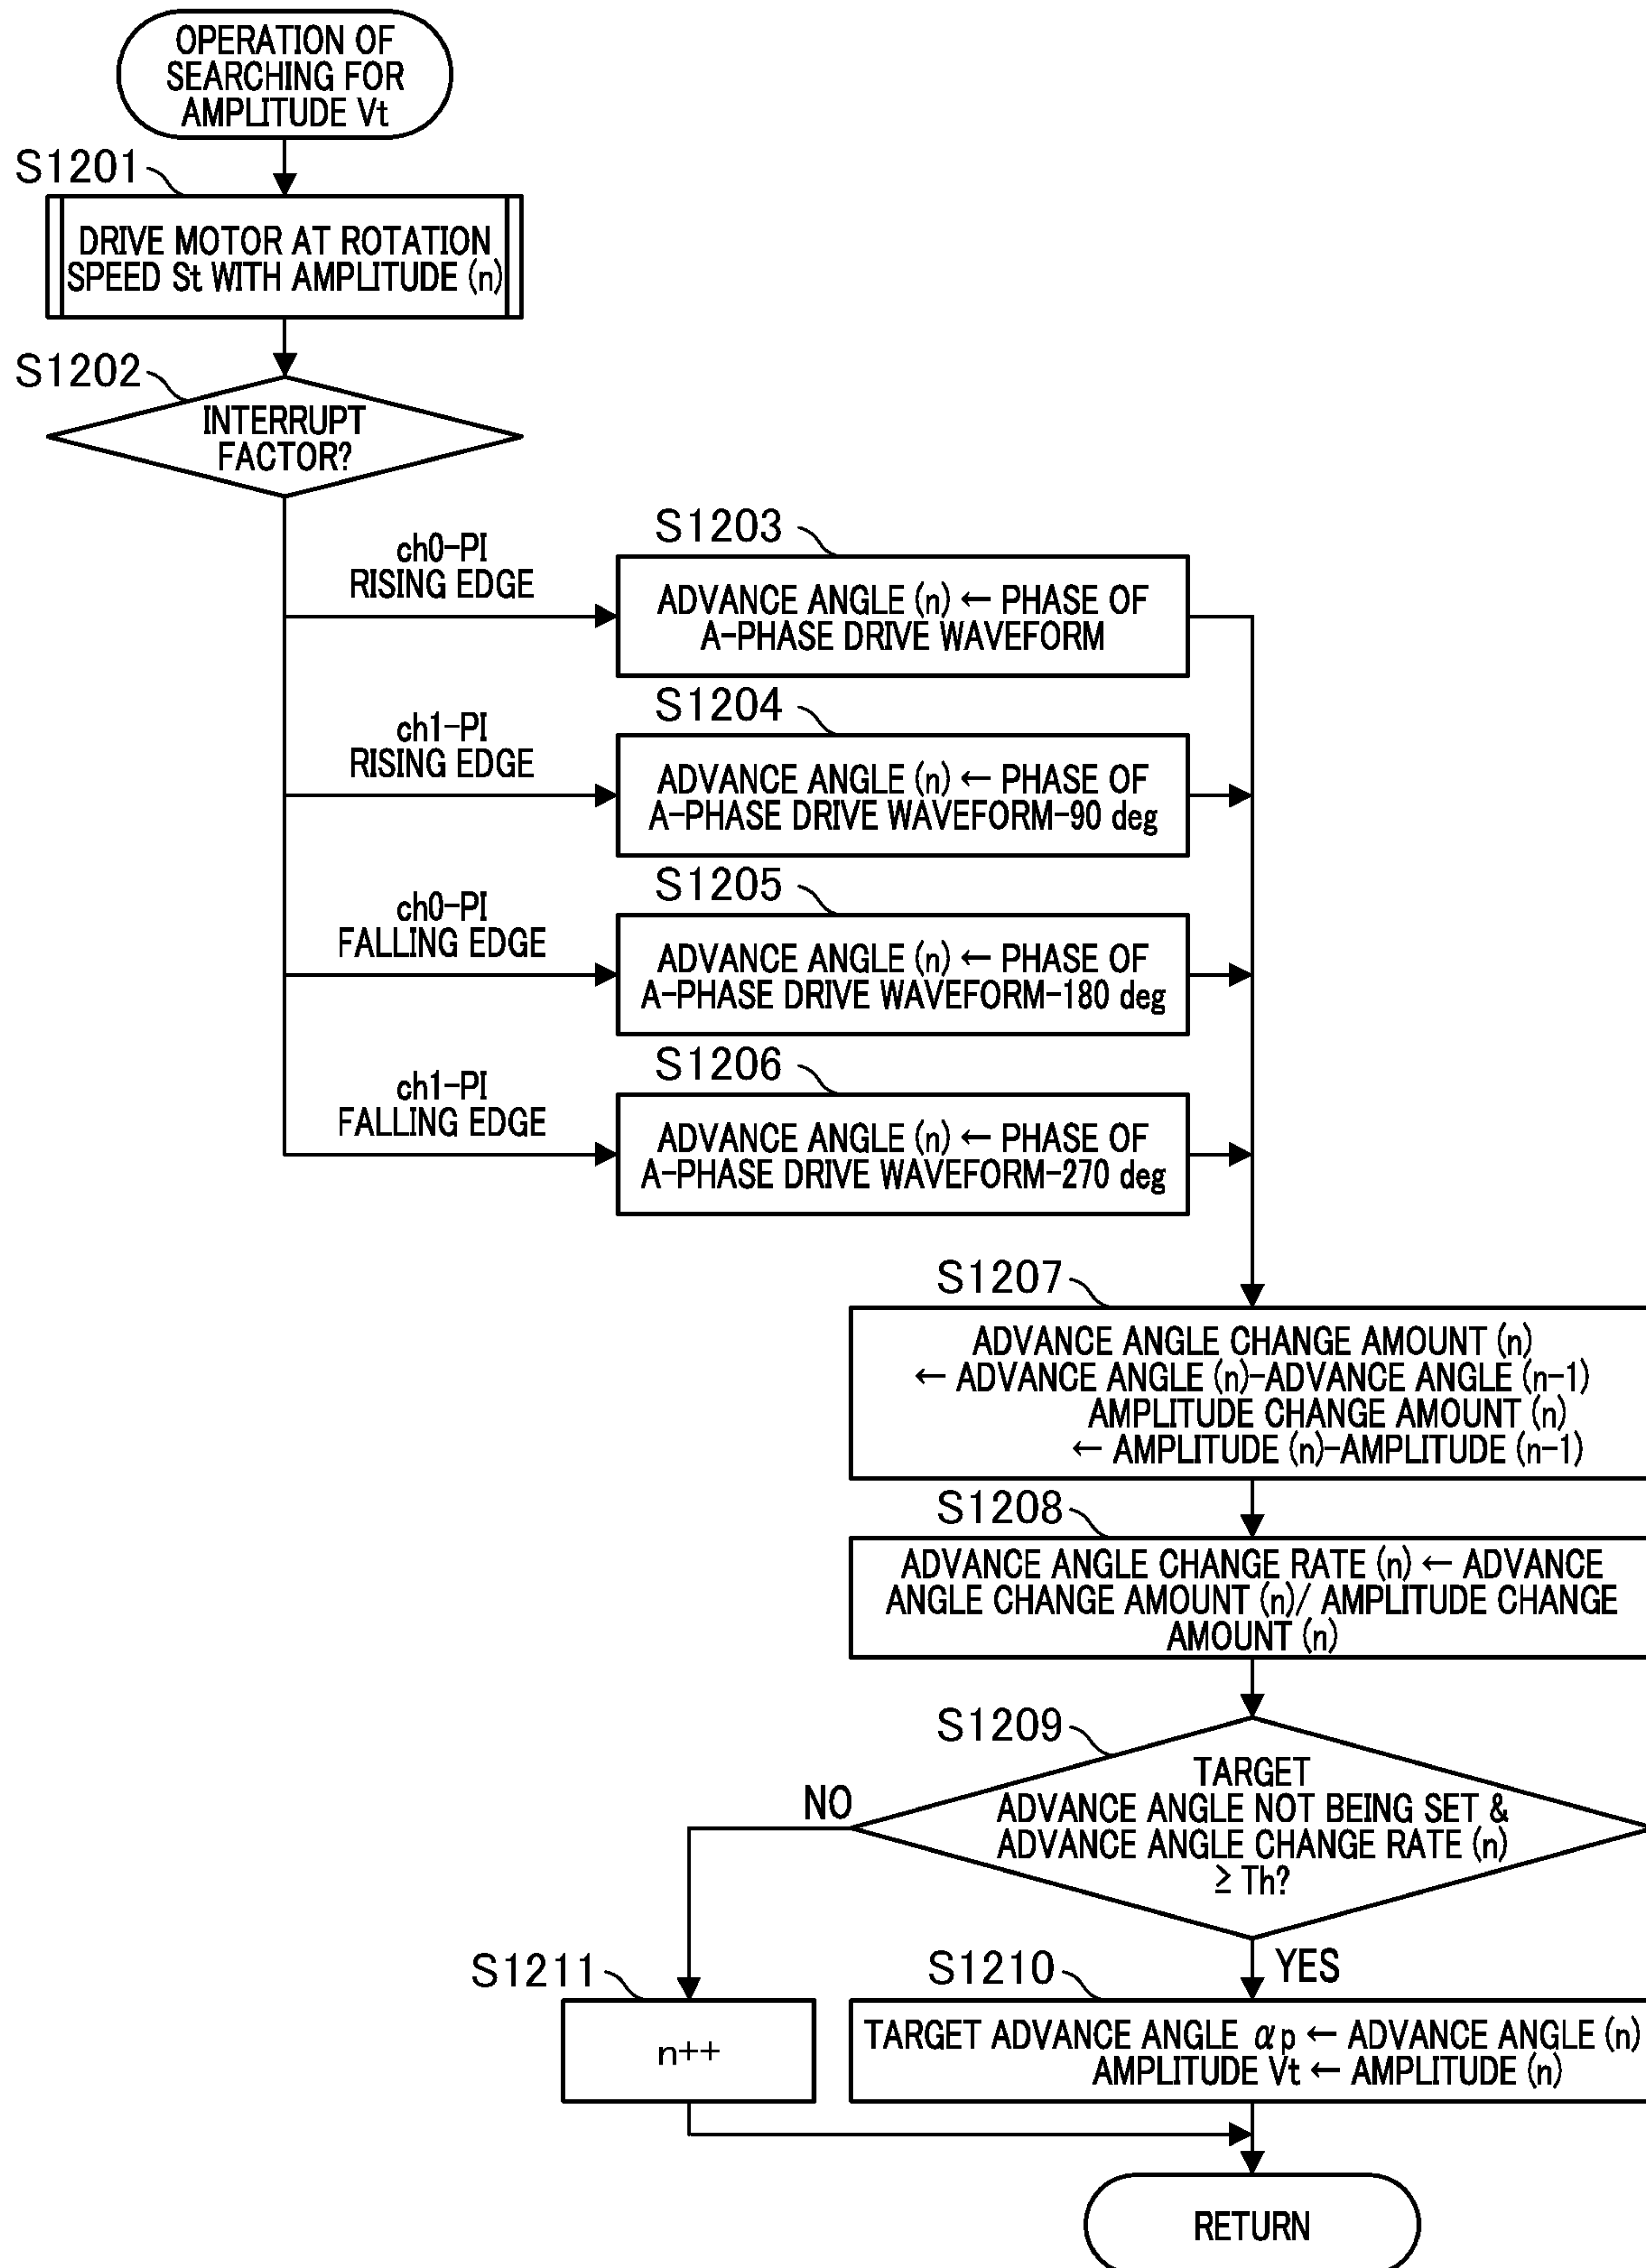 OPERATION OF
SEARCHING FOR
AMPLITUDE Vt
S1201
DRIVE MOTOR AT ROTATION
SPEED St WITH AMPLITUDE (n)
S1202
INTERRUPT
FACTOR?
ch0-PI
RISING EDGE
S1203
ADVANCE ANGLE (n) ← PHASE OF
A-PHASE DRIVE WAVEFORM
ch1-PI
RISING EDGE
S1204
ADVANCE ANGLE (n) ← PHASE OF
A-PHASE DRIVE WAVEFORM-90 deg
ch0-PI
FALLING EDGE
S1205
ADVANCE ANGLE (n) ← PHASE OF
A-PHASE DRIVE WAVEFORM-180 deg
ch1-PI
FALLING EDGE
S1206
ADVANCE ANGLE (n) ← PHASE OF
A-PHASE DRIVE WAVEFORM-270 deg
S1207
ADVANCE ANGLE CHANGE AMOUNT (n)
← ADVANCE ANGLE (n)-ADVANCE ANGLE (n-1)
AMPLITUDE CHANGE AMOUNT (n)
← AMPLITUDE (n)-AMPLITUDE (n-1)
S1208
ADVANCE ANGLE CHANGE RATE (n) ← ADVANCE
ANGLE CHANGE AMOUNT (n)/ AMPLITUDE CHANGE
AMOUNT (n)
S1209
TARGET
ADVANCE ANGLE NOT BEING SET &
ADVANCE ANGLE CHANGE RATE (n)
≥ Th?
NO
YES
S1211
n++
S1210
TARGET ADVANCE ANGLE αp ← ADVANCE ANGLE (n)
AMPLITUDE Vt ← AMPLITUDE (n)
RETURN